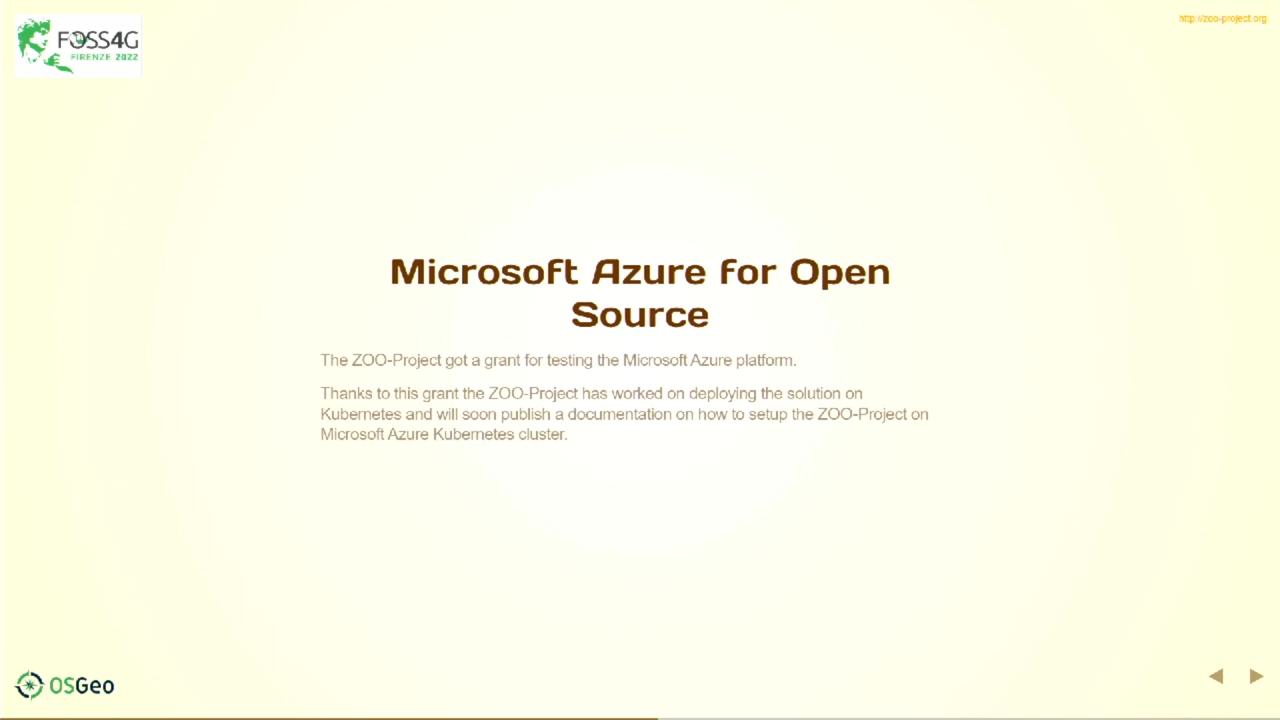 FOSS4G
FIRENZE 2022
http://zoo-project.org
Microsoft Azure for Open
Source
The ZOO-Project got a grant for testing the Microsoft Azure platform.
Thanks to this grant the ZOO-Project has worked on deploying the solution on
Kubernetes and will soon publish a documentation on how to setup the ZOO-Project on
Microsoft Azure Kubernetes cluster.
OSGeo